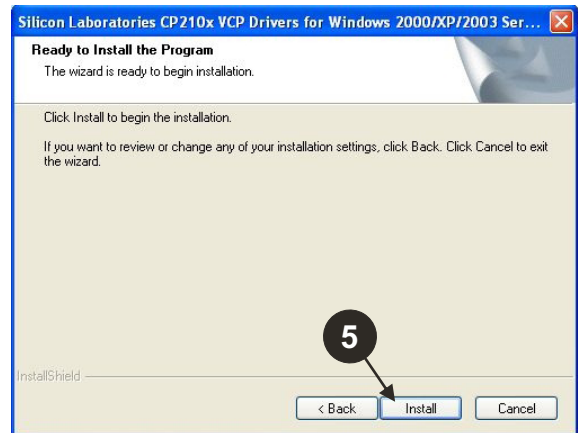 Silicon Laboratories CP210x VCP Drivers for Windows 2000/XP/2003 Ser...
Ready to Install the Program
The wizard is ready to begin installation.
Click Install to begin the installation.
If you want to review or change any of your installation settings, click Back. Click Cancel to exit
the wizard.
5
InstallShield
< Back Install Cancel